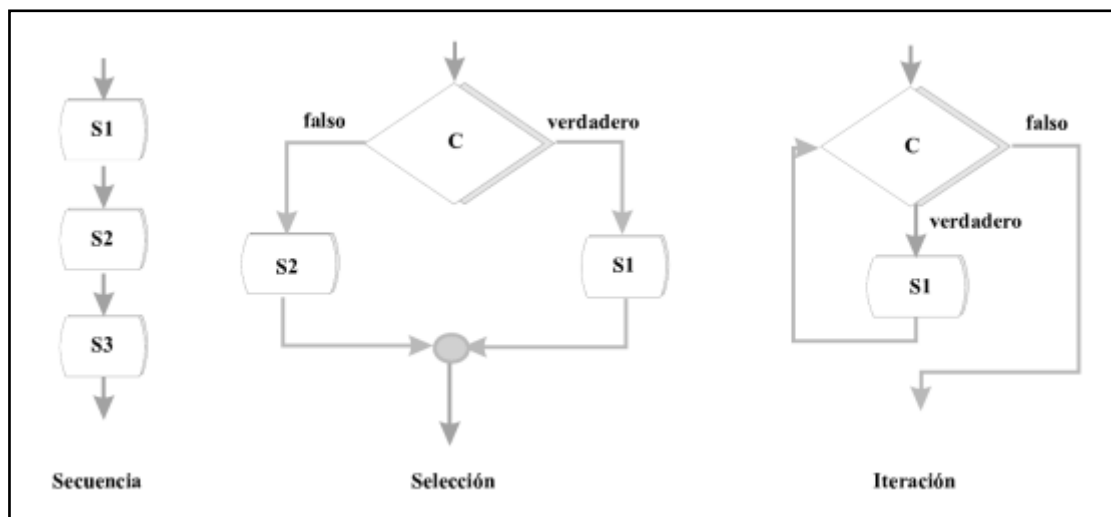 S1
S2
S3
Secuencia
falso
C
verdadero
S2
S1
Selección
C
falso
verdadero
S1
Iteración